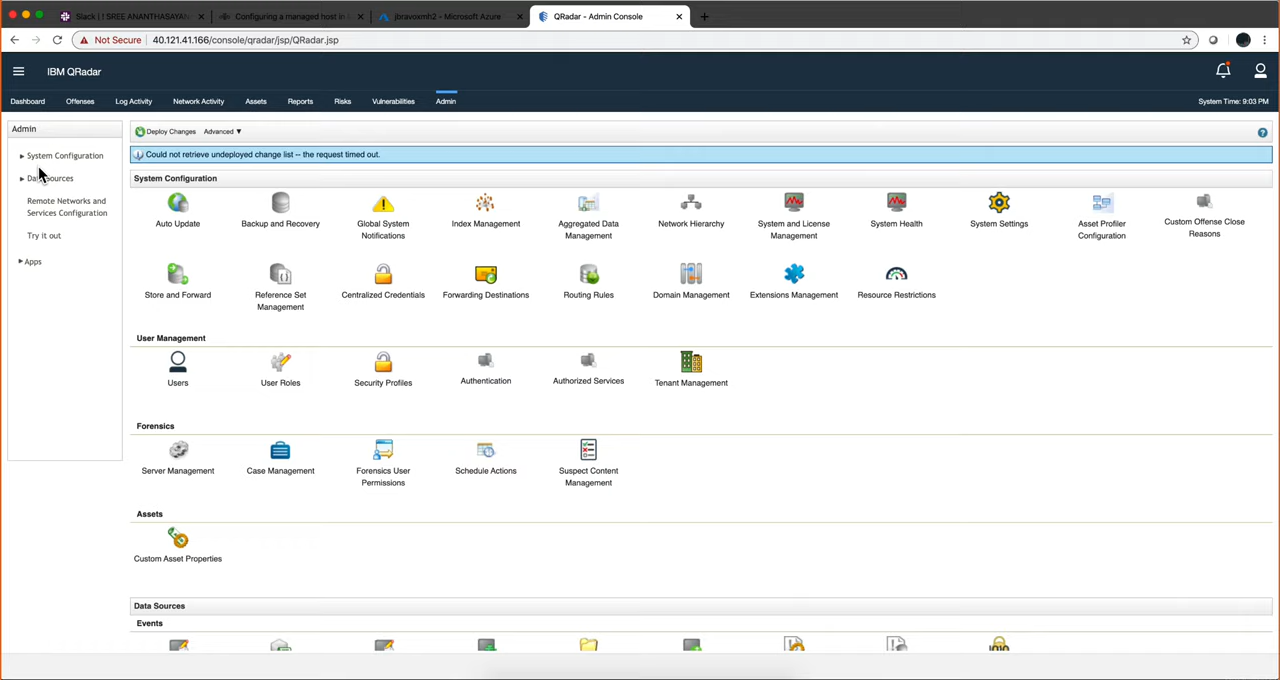 Slack | ! SREE ANANTHASAYAN
Configuring a managed host in
jbravoxmh2 - Microsoft Azure
QRadar - Admin Console
Not Secure 40.121.41.166/console/qradar/jsp/QRadar.jsp
IBM QRadar
Dashboard Offenses Log Activity Network Activity Assets Reports Risks Vulnerabilities Admin System Time: 9:03 PM
Admin
System Configuration
Data Sources
Remote Networks and
Services Configuration
Try it out
Apps
Deploy Changes Advanced ▼
Could not retrieve undeployed change list -- the request timed out.
System Configuration
Auto Update
Backup and Recovery
Global System
Notifications
Index Management
Aggregated Data
Management
Network Hierarchy
System and License
Management
System Health
System Settings
Asset Profiler
Configuration
Custom Offense Close
Reasons
Store and Forward
Reference Set
Management
Centralized Credentials
Forwarding Destinations
Routing Rules
Domain Management
Extensions Management
Resource Restrictions
User Management
Users
User Roles
Security Profiles
Authentication
Authorized Services
Tenant Management
Forensics
Server Management
Case Management
Forensics User
Permissions
Schedule Actions
Suspect Content
Management
Assets
Custom Asset Properties
Data Sources
Events